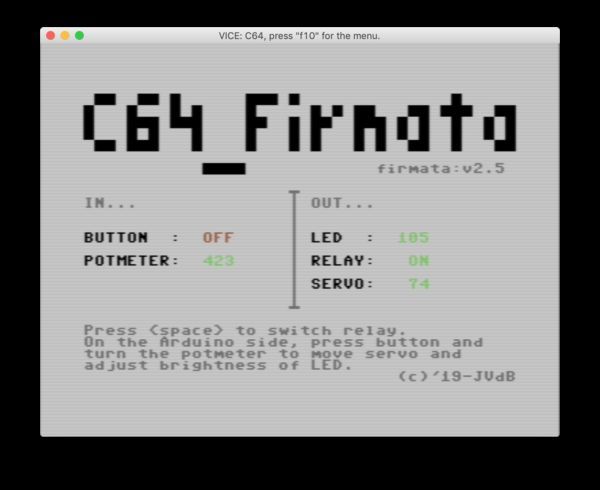 VICE: C64, press "f10" for the menu.
C64_Firmata
firmata:v2.5
IN... OUT...
BUTTON : OFF LED : 105
POTMETER: 423 RELAY: ON
SERVO: 74
Press <space> to switch relay.
On the Arduino side, press button and
turn the potmeter to move servo and
adjust brightness of LED.
(c)'19-JVdB